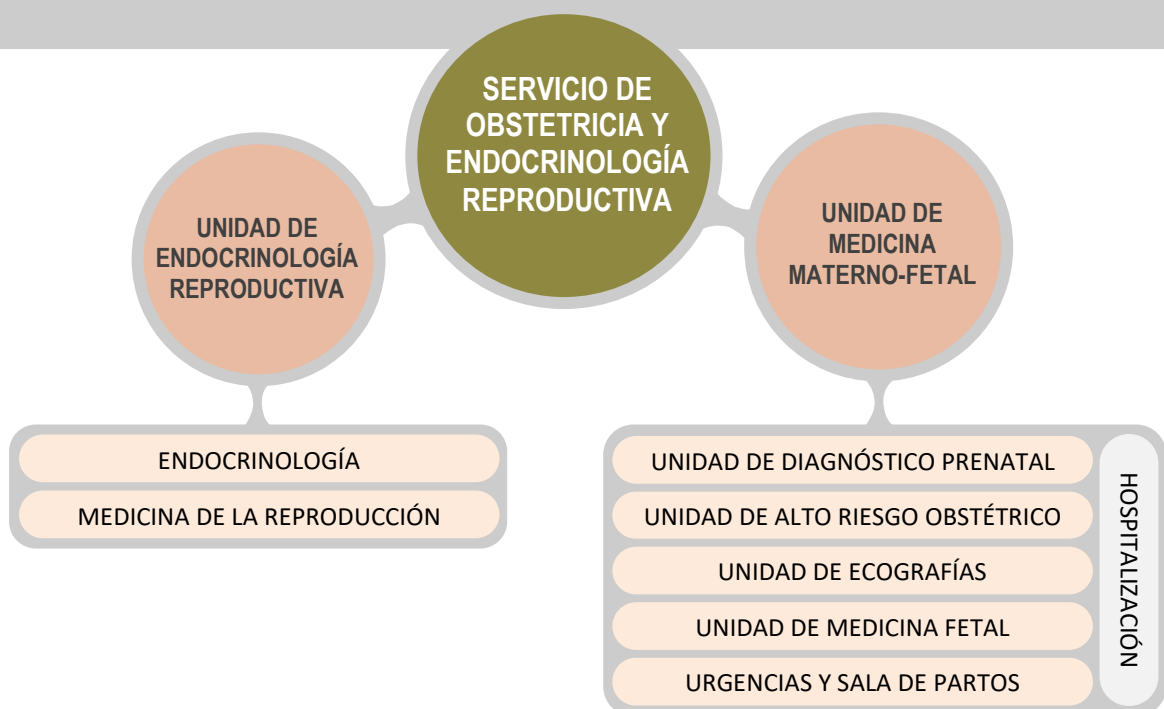 SERVICIO DE
OBSTETRICIA Y
ENDOCRINOLOGÍA
REPRODUCTIVA
UNIDAD DE
ENDOCRINOLOGÍA
REPRODUCTIVA
UNIDAD DE
MEDICINA
MATERNO-FETAL
ENDOCRINOLOGÍA
MEDICINA DE LA REPRODUCCIÓN
UNIDAD DE DIAGNÓSTICO PRENATAL
UNIDAD DE ALTO RIESGO OBSTÉTRICO
UNIDAD DE ECOGRAFÍAS
UNIDAD DE MEDICINA FETAL
URGENCIAS Y SALA DE PARTOS
HOSPITALIZACIÓN